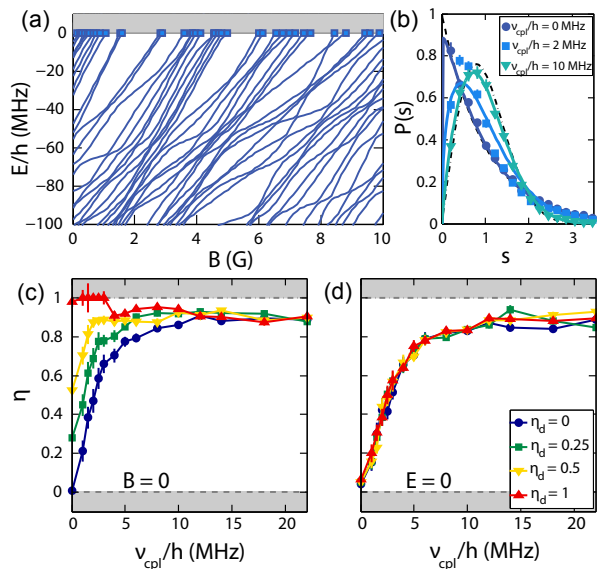 (a)
E/h (MHz)
0
−20
−40
−60
−80
−100
0 2 4 6 8 10
B (G)
(b)
P(s)
1
0.8
0.6
0.4
0.2
0
0 1 2 3
s
ν_cpl/h = 0 MHz
ν_cpl/h = 2 MHz
ν_cpl/h = 10 MHz
(c)
η
1
0.8
0.6
0.4
0.2
0
B = 0
0 5 10 15 20
ν_cpl/h (MHz)
(d)
E = 0
η_d = 0
η_d = 0.25
η_d = 0.5
η_d = 1
0 5 10 15 20
ν_cpl/h (MHz)